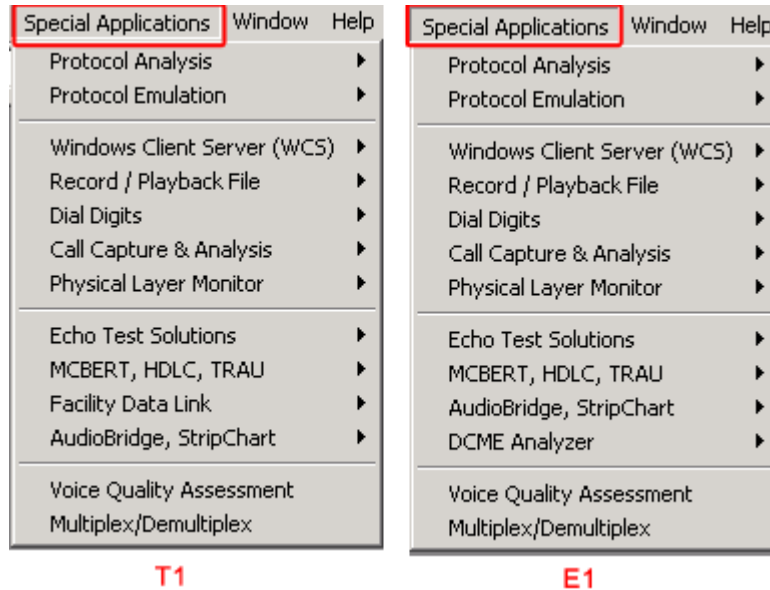 Special Applications Window Help
Protocol Analysis
Protocol Emulation
Windows Client Server (WCS)
Record / Playback File
Dial Digits
Call Capture & Analysis
Physical Layer Monitor
Echo Test Solutions
MCBERT, HDLC, TRAU
Facility Data Link
AudioBridge, StripChart
Voice Quality Assessment
Multiplex/Demultiplex
T1
Special Applications Window Help
Protocol Analysis
Protocol Emulation
Windows Client Server (WCS)
Record / Playback File
Dial Digits
Call Capture & Analysis
Physical Layer Monitor
Echo Test Solutions
MCBERT, HDLC, TRAU
AudioBridge, StripChart
DCME Analyzer
Voice Quality Assessment
Multiplex/Demultiplex
E1